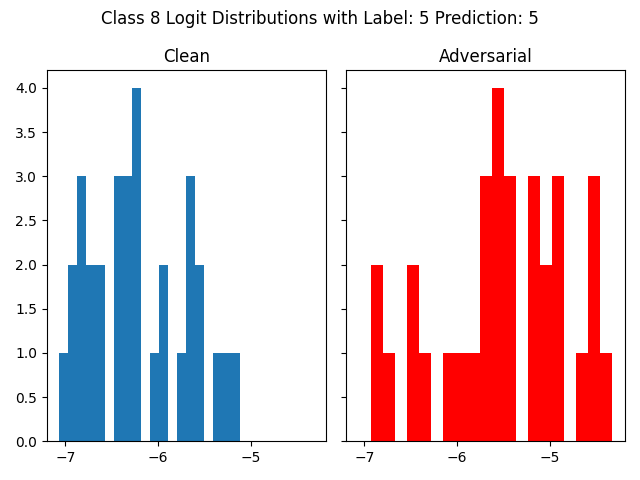 Class 8 Logit Distributions with Label: 5 Prediction: 5
Clean
Adversarial
4.0
3.5
3.0
2.5
2.0
1.5
1.0
0.5
0.0
−7 −6 −5
−7 −6 −5